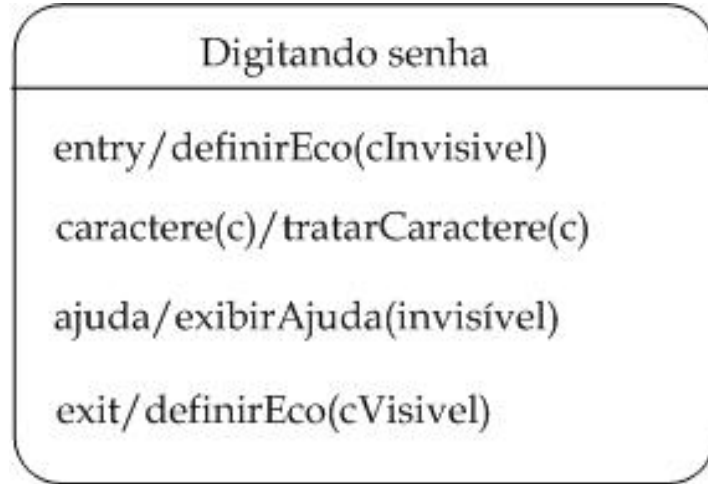 Digitando senha
entry/definirEco(cInvisivel)
caractere(c)/tratarCaractere(c)
ajuda/exibirAjuda(invisível)
exit/definirEco(cVisivel)